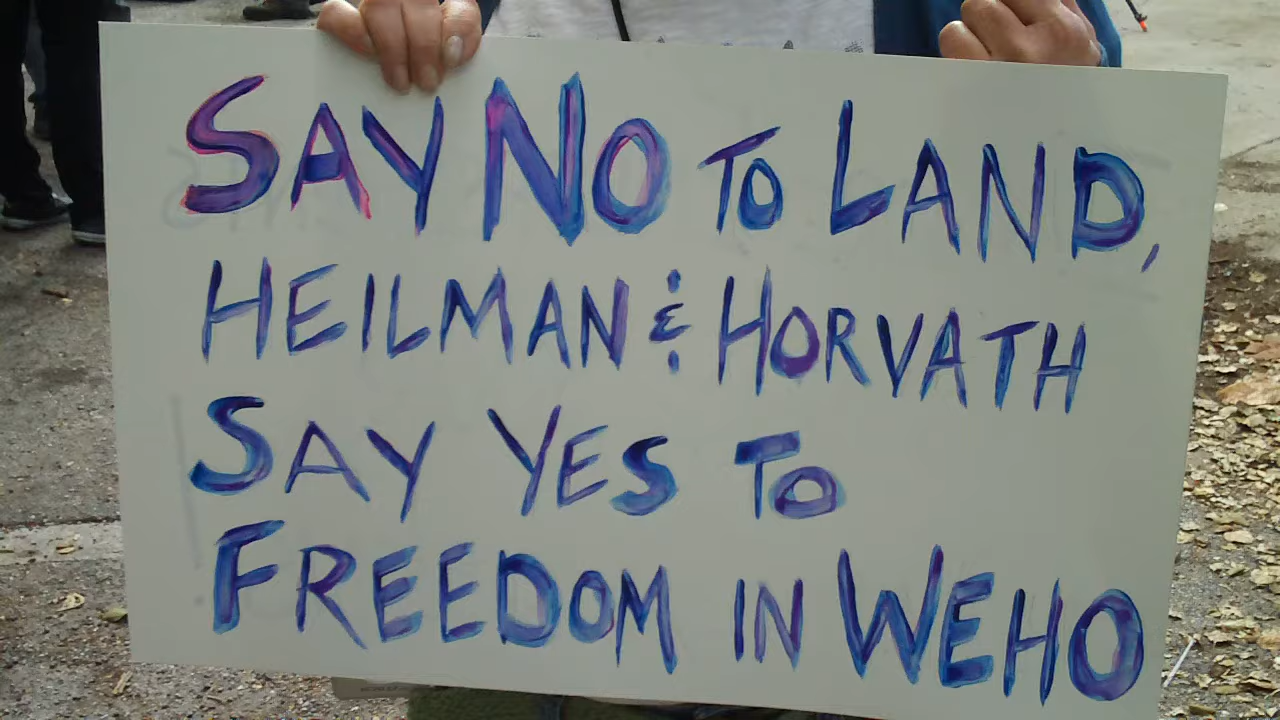 SAY NO TO LAND,
HEILMAN & HORVATH
SAY YES TO
FREEDOM IN WEHO